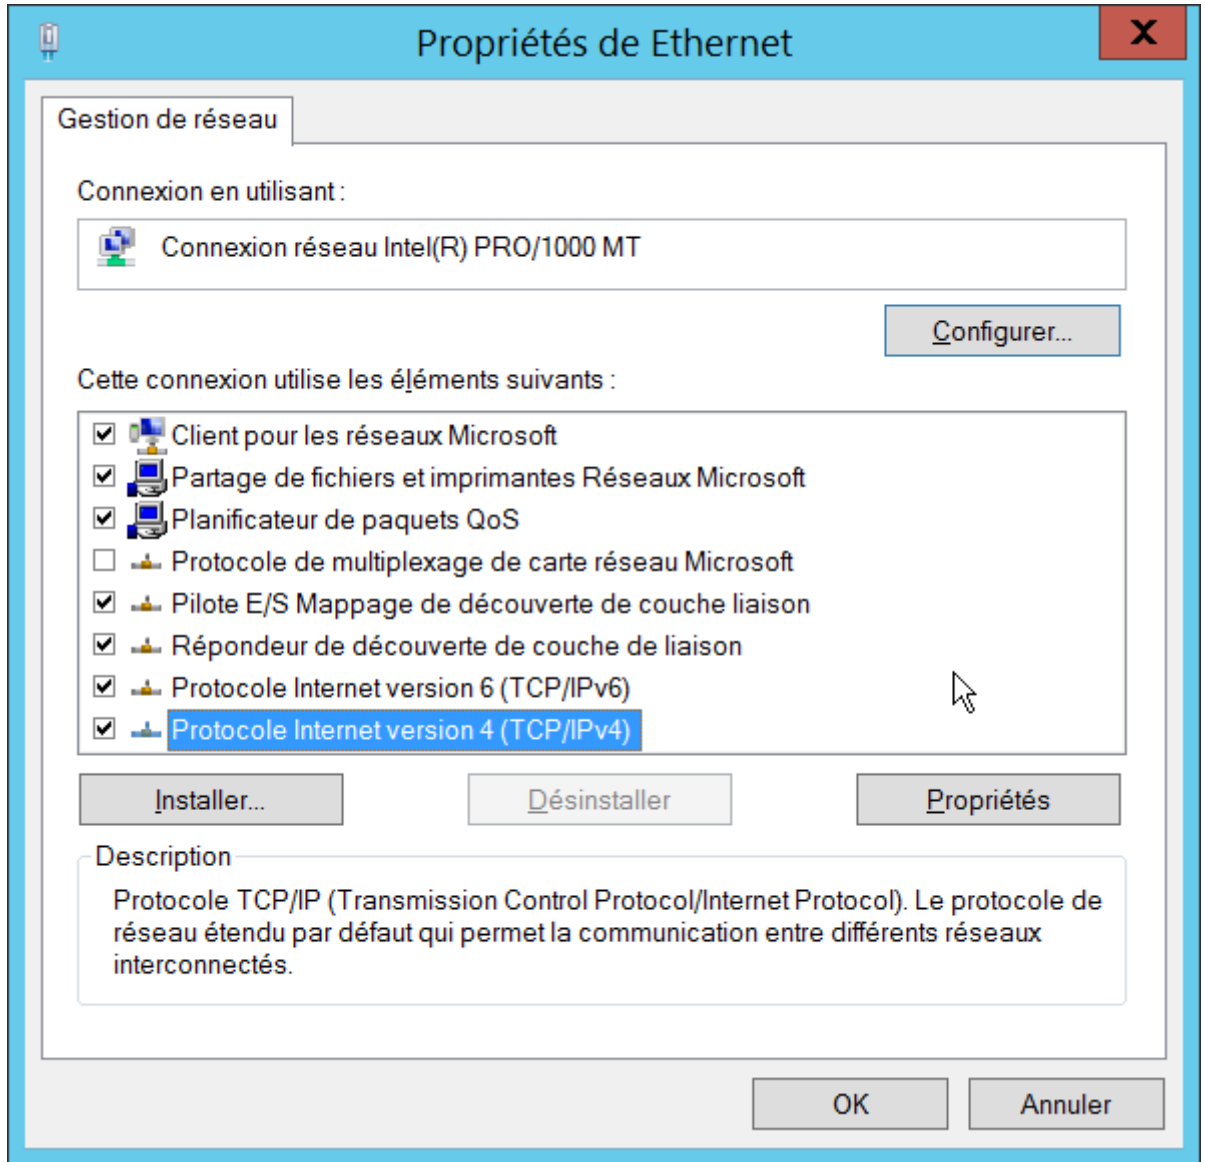 Propriétés de Ethernet
X
Gestion de réseau
Connexion en utilisant :
Connexion réseau Intel(R) PRO/1000 MT
Configurer...
Cette connexion utilise les éléments suivants :
Client pour les réseaux Microsoft
Partage de fichiers et imprimantes Réseaux Microsoft
Planificateur de paquets QoS
Protocole de multiplexage de carte réseau Microsoft
Pilote E/S Mappage de découverte de couche liaison
Répondeur de découverte de couche de liaison
Protocole Internet version 6 (TCP/IPv6)
Protocole Internet version 4 (TCP/IPv4)
Installer...
Désinstaller
Propriétés
Description
Protocole TCP/IP (Transmission Control Protocol/Internet Protocol). Le protocole de
réseau étendu par défaut qui permet la communication entre différents réseaux
interconnectés.
OK
Annuler